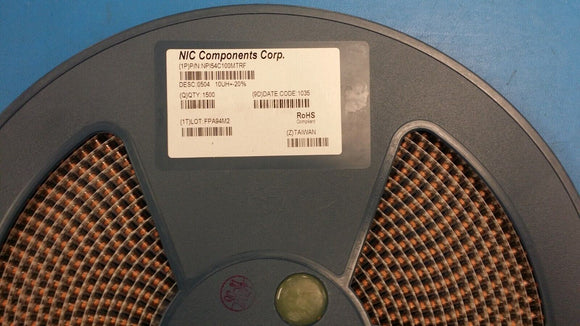 NIC Components Corp.
(1P)P/N:NPI54C100MTRF
DESC:0504 10UH+-20%
(Q)QTY:1500 (9D)DATE CODE:1035
(1T)LOT:FPA94M2 RoHS
Compliant
(Z)TAIWAN